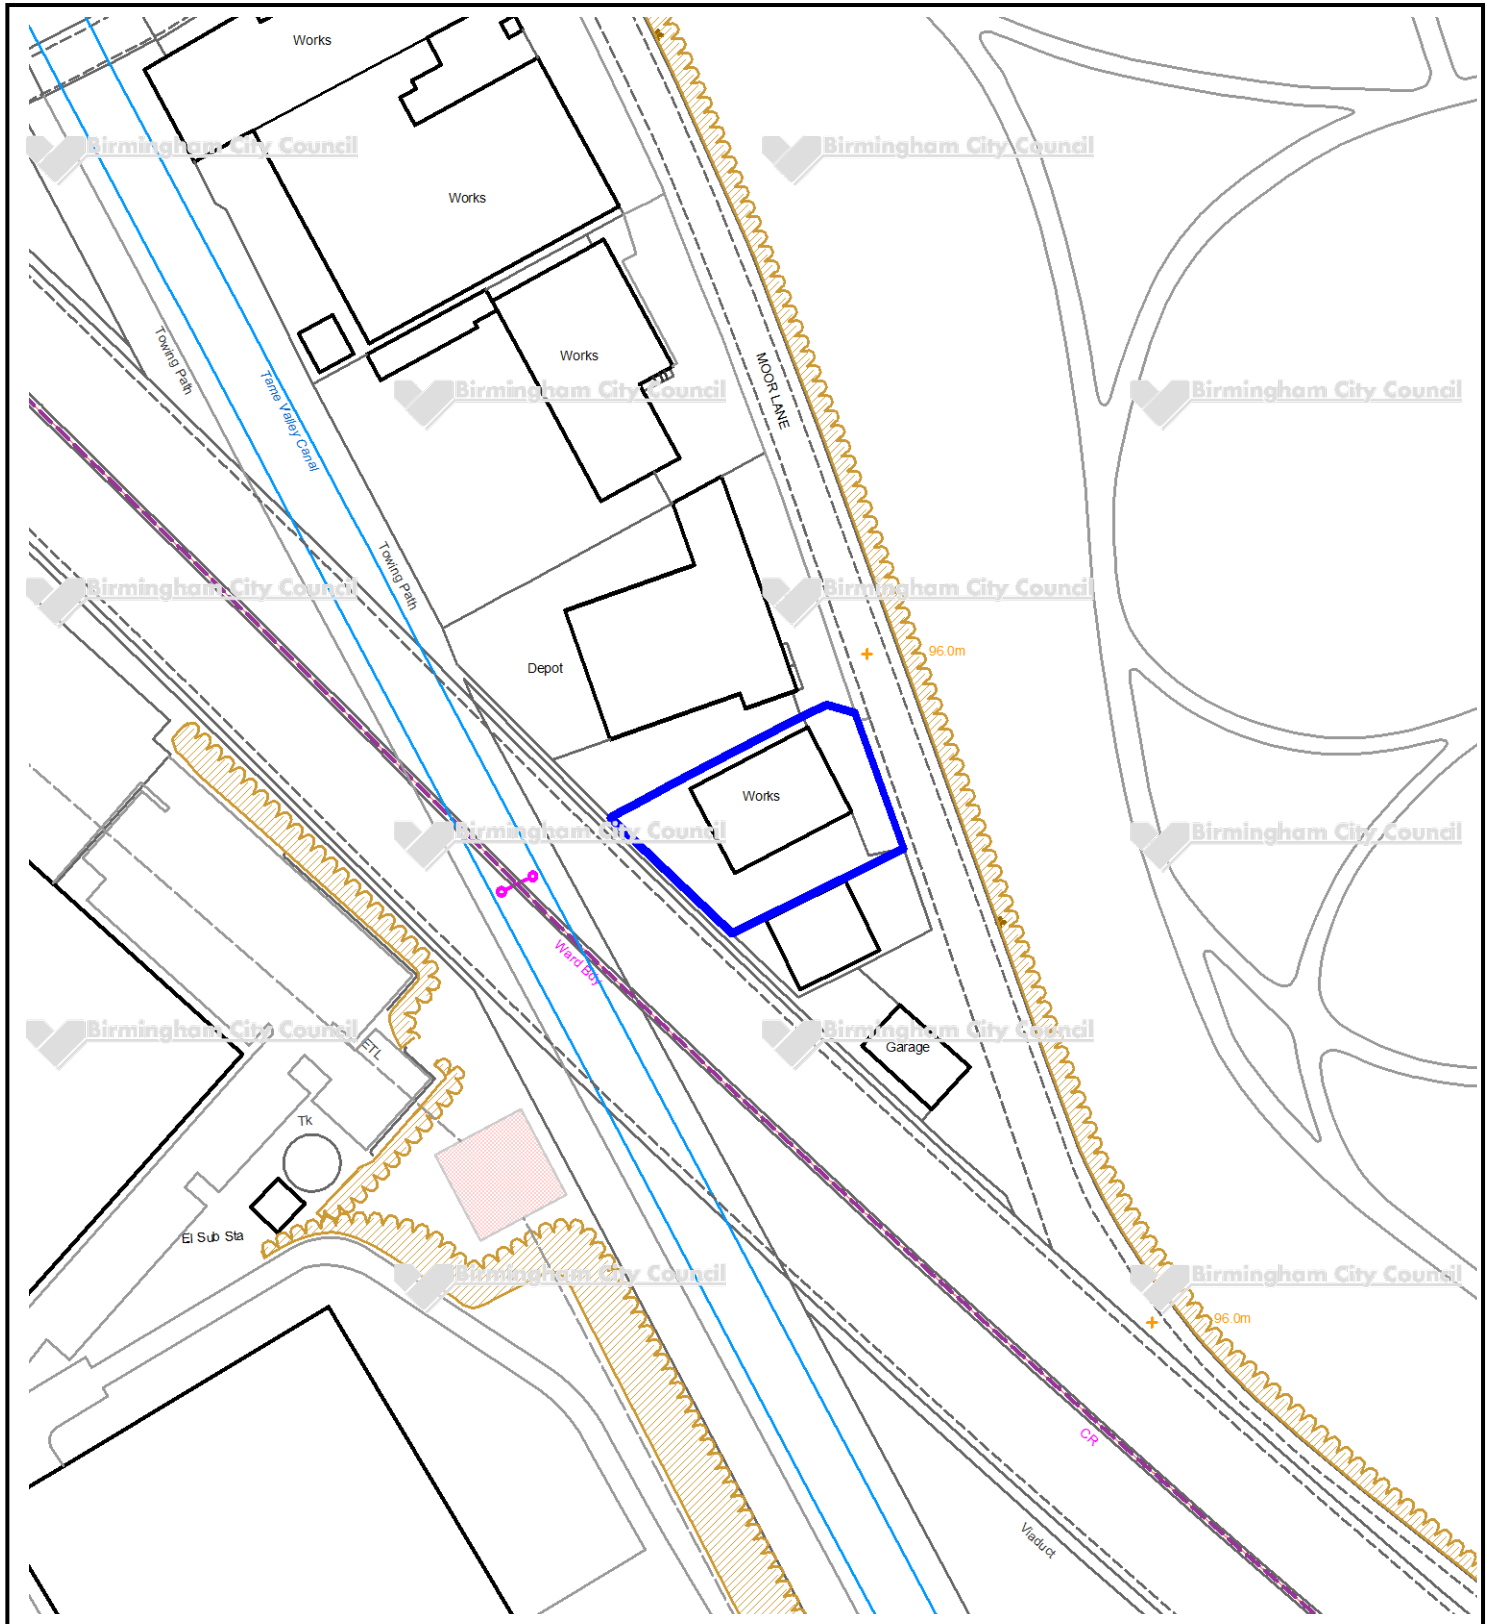 Works
Birmingham City Council
Birmingham City Council
Works
Towing Path
Tame Valley Canal
Works
MOOR LANE
Birmingham City Council
Birmingham City Council
Towing Path
Birmingham City Council
Birmingham City Council
96.0m
Depot
Works
Birmingham City Council
Birmingham City Council
Ward Bdy
Birmingham City Council
Birmingham City Council
ETL
Garage
Tk
El Sub Sta
Birmingham City Council
Birmingham City Council
96.0m
CR
Viaduct